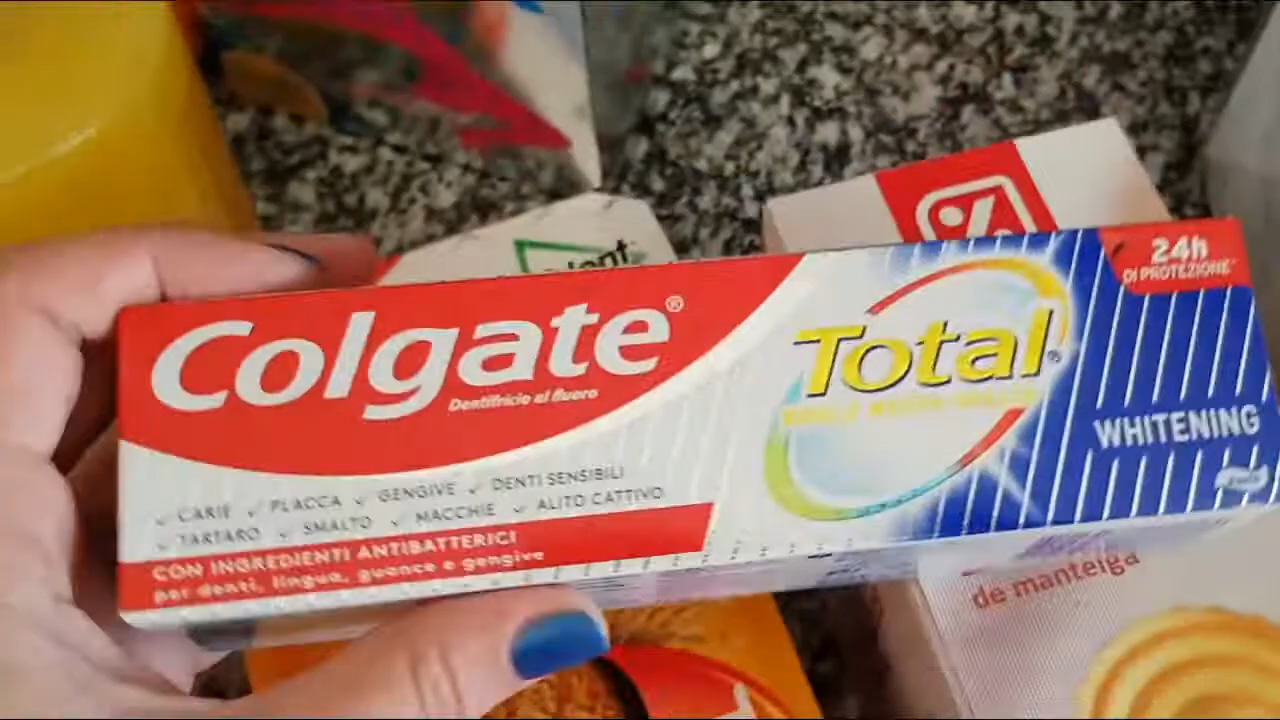 Colgate®
Dentifricio al fluoro
✓ CARIE ✓ PLACCA ✓ GENGIVE ✓ DENTI SENSIBILI
✓ TARTARO ✓ SMALTO ✓ MACCHIE ✓ ALITO CATTIVO
CON INGREDIENTI ANTIBATTERICI
per denti, lingua, guance e gengive
Total®
24h
DI PROTEZIONE*
WHITENING
de manteiga